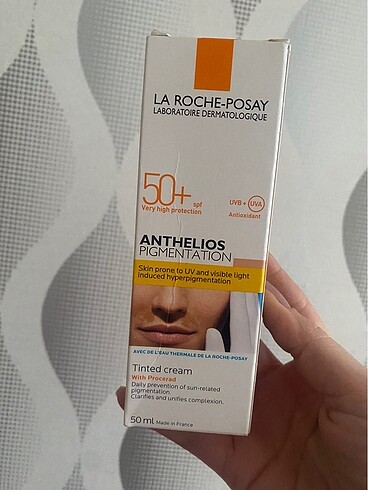 LA ROCHE-POSAY
LABORATOIRE DERMATOLOGIQUE
50+ spf
Very high protection
UVB + UVA
Antioxidant
ANTHELIOS
PIGMENTATION
Skin prone to UV and visible light
induced hyperpigmentation
AVEC DE L'EAU THERMALE DE LA ROCHE-POSAY
Tinted cream
With Procerad
Daily prevention of sun-related
pigmentation.
Clarifies and unifies complexion.
50 ml Made in France